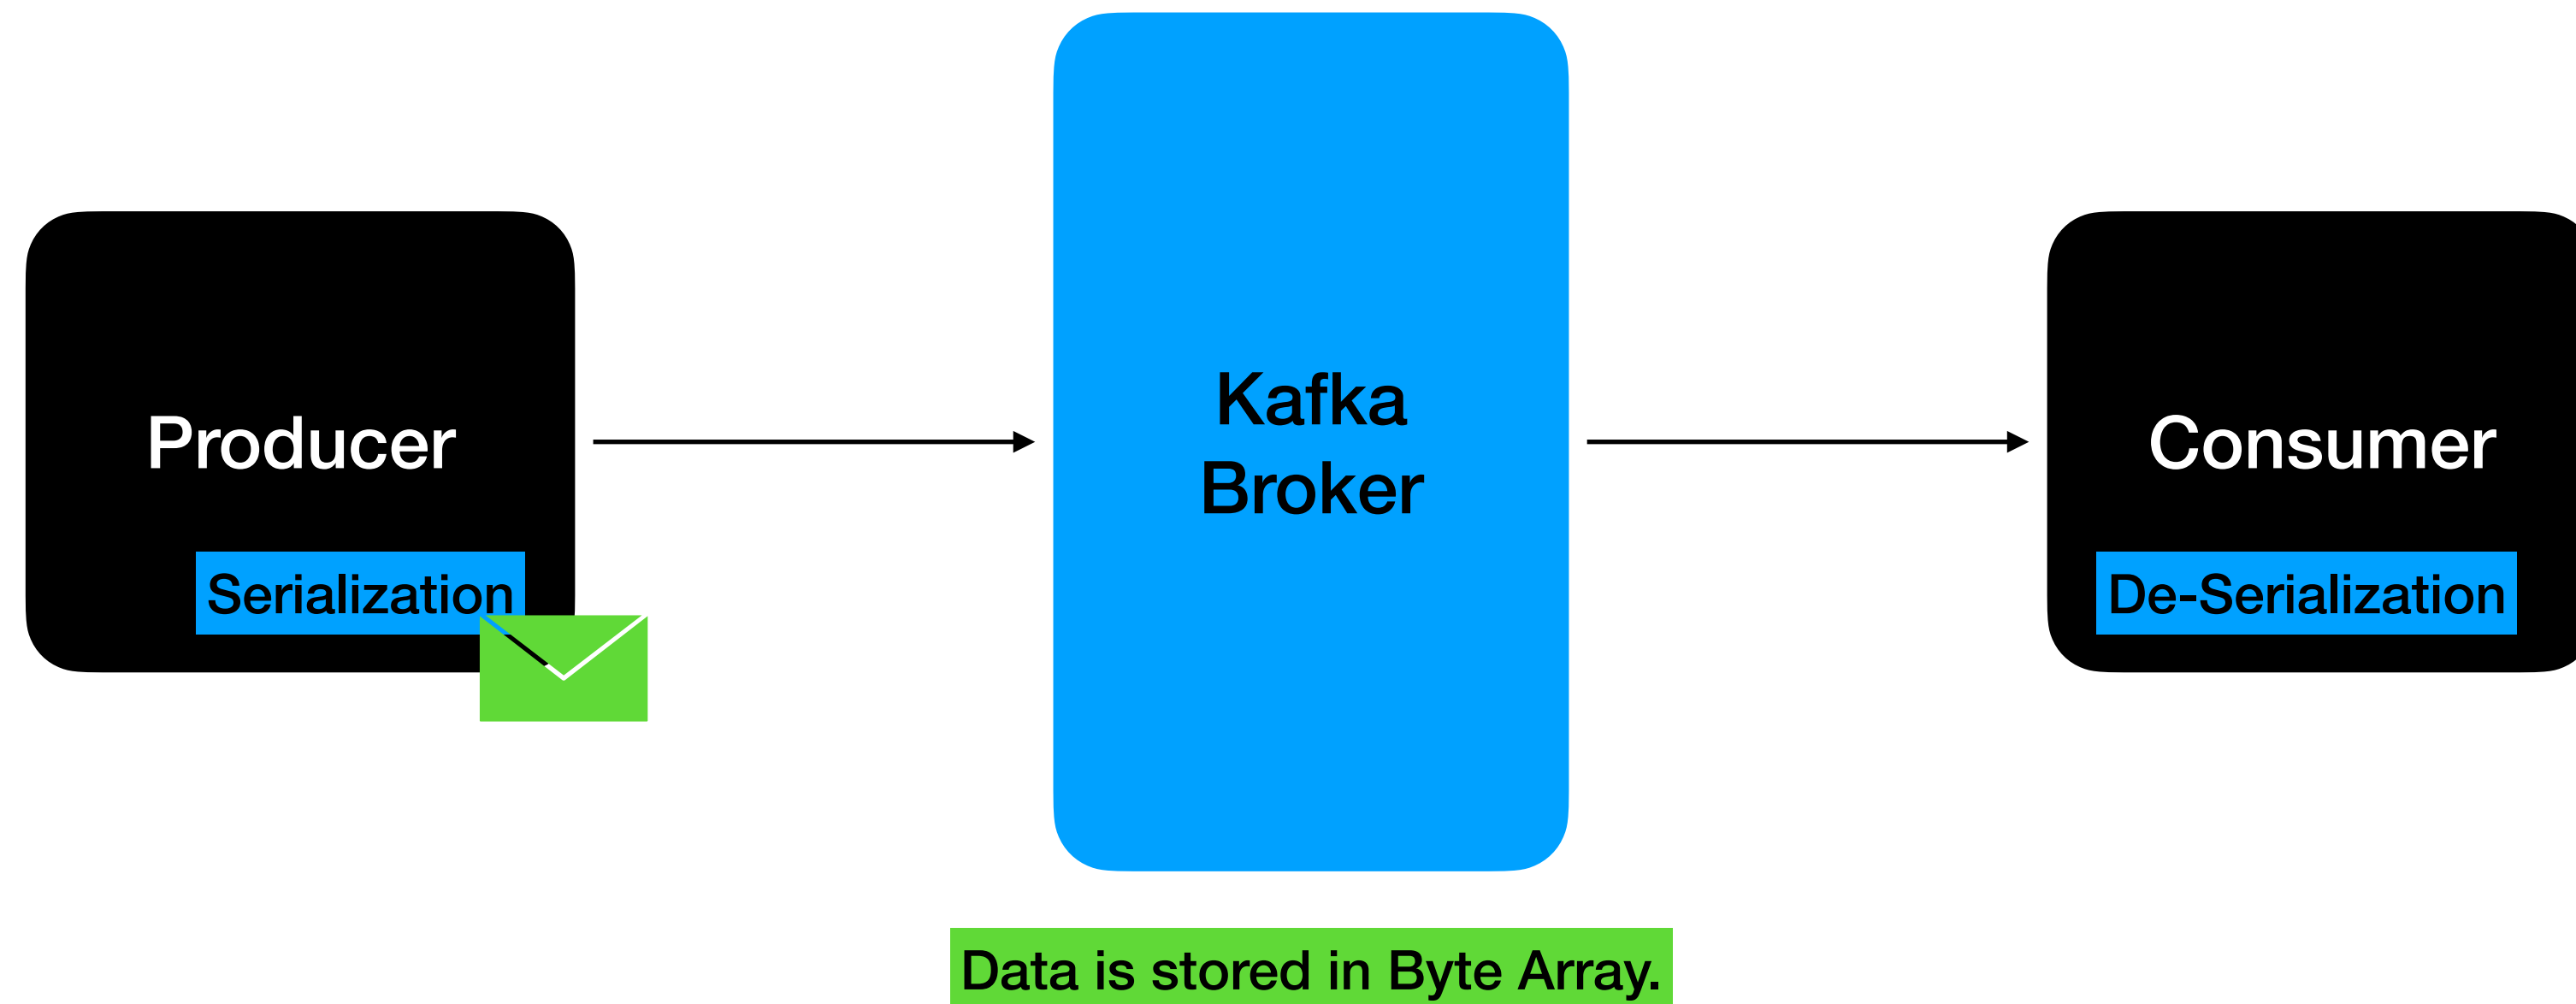 Producer
Serialization
Kafka
Broker
Data is stored in Byte Array.
Consumer
De-Serialization